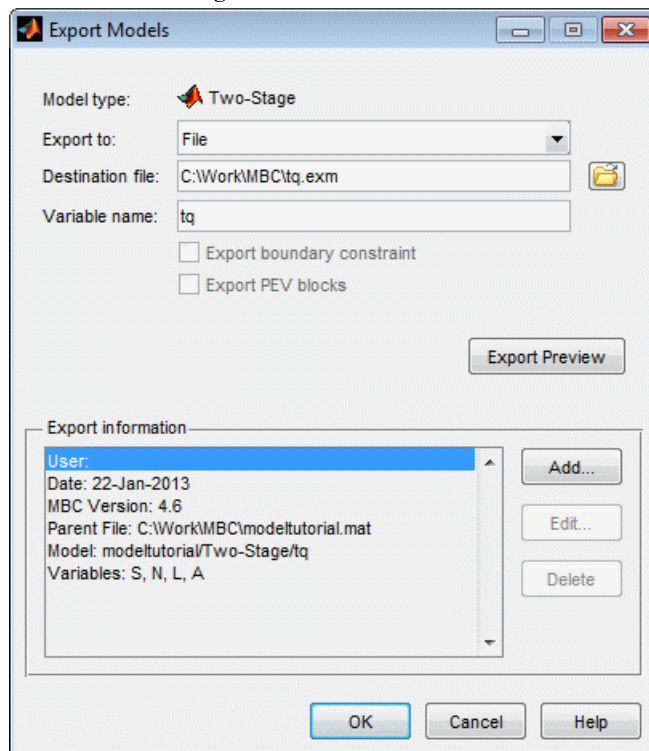 Export Models
Model type: Two-Stage
Export to: File
Destination file: C:\Work\MBC\tq.exm
Variable name: tq
Export boundary constraint
Export PEV blocks
Export Preview
Export information
User:
Date: 22-Jan-2013
MBC Version: 4.6
Parent File: C:\Work\MBC\modeltutorial.mat
Model: modeltutorial/Two-Stage/tq
Variables: S, N, L, A
Add...
Edit...
Delete
OK Cancel Help